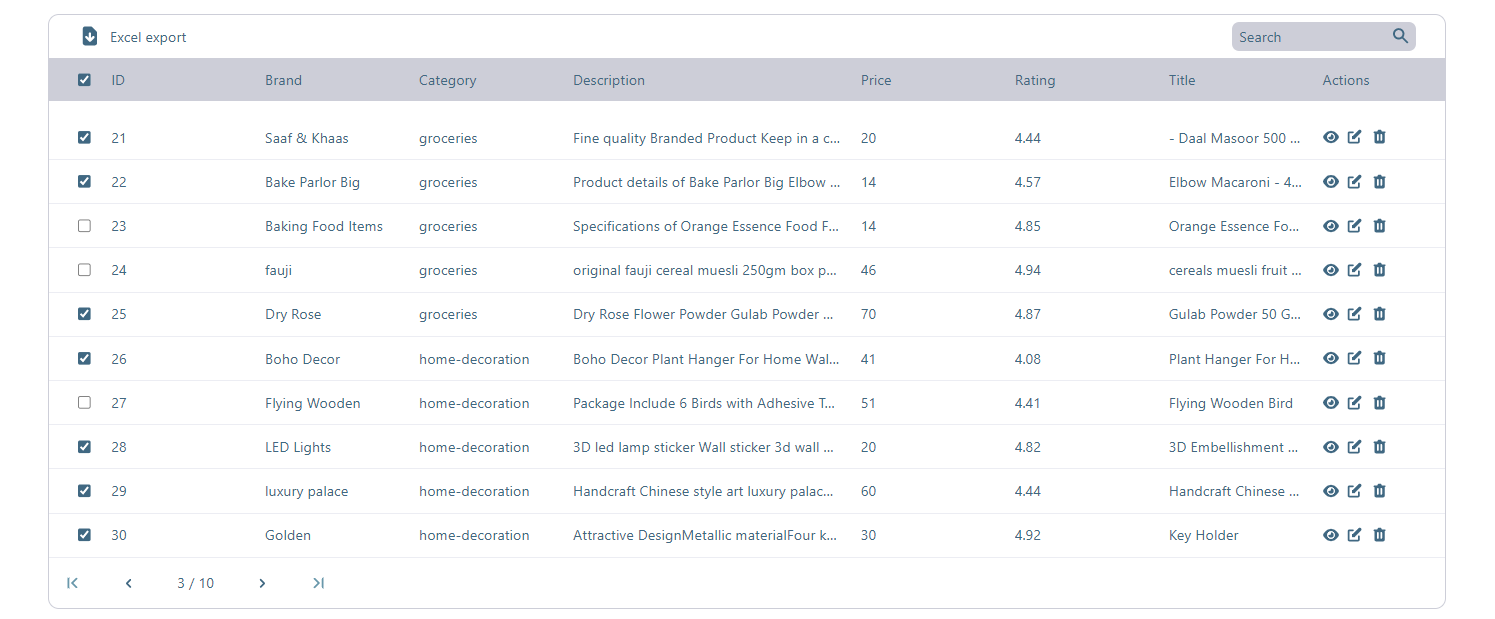 Excel export Search
ID Brand Category Description Price Rating Title Actions
21 Saaf & Khaas groceries Fine quality Branded Product Keep in a c... 20 4.44 - Daal Masoor 500 ...
22 Bake Parlor Big groceries Product details of Bake Parlor Big Elbow ... 14 4.57 Elbow Macaroni - 4...
23 Baking Food Items groceries Specifications of Orange Essence Food F... 14 4.85 Orange Essence Fo...
24 fauji groceries original fauji cereal muesli 250gm box p... 46 4.94 cereals muesli fruit ...
25 Dry Rose groceries Dry Rose Flower Powder Gulab Powder ... 70 4.87 Gulab Powder 50 G...
26 Boho Decor home-decoration Boho Decor Plant Hanger For Home Wal... 41 4.08 Plant Hanger For H...
27 Flying Wooden home-decoration Package Include 6 Birds with Adhesive T... 51 4.41 Flying Wooden Bird
28 LED Lights home-decoration 3D led lamp sticker Wall sticker 3d wall ... 20 4.82 3D Embellishment ...
29 luxury palace home-decoration Handcraft Chinese style art luxury palac... 60 4.44 Handcraft Chinese ...
30 Golden home-decoration Attractive DesignMetallic materialFour k... 30 4.92 Key Holder
3 / 10